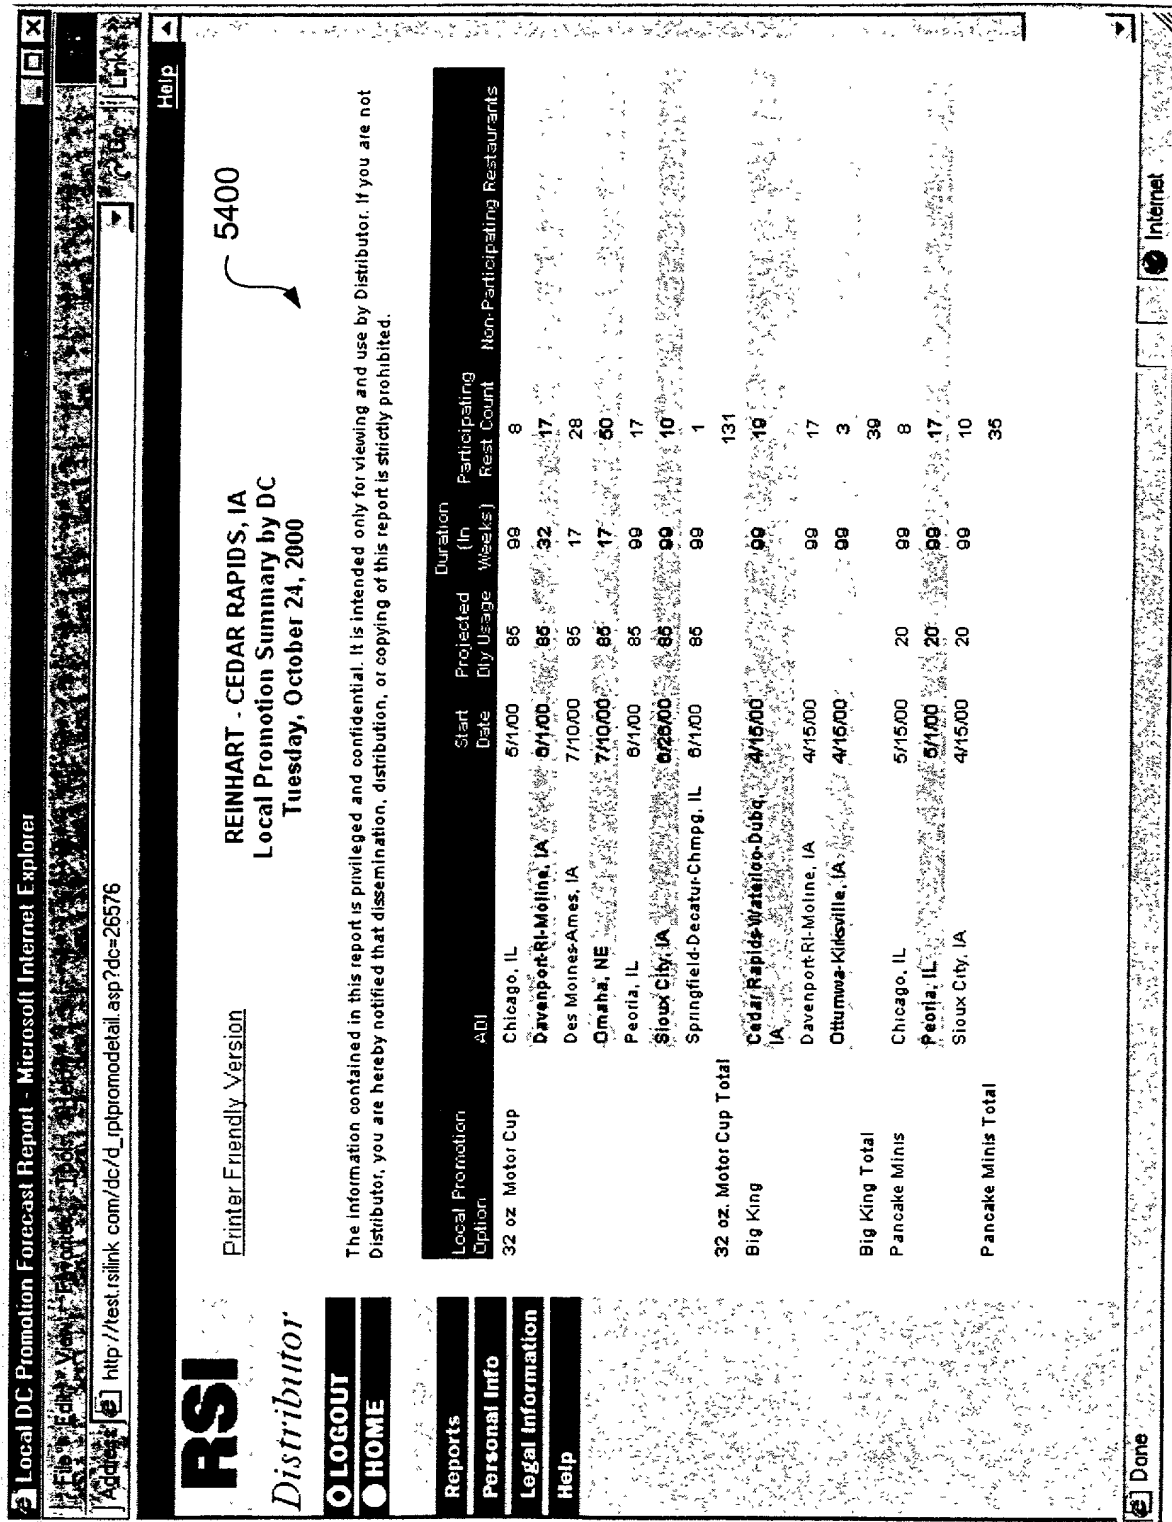 Local DC Promotion Forecast Report - Microsoft Internet Explorer
File Edit View Favorites Tools Help
Address http://test.rsilink.com/dc/d_rptpromodetail.asp?dc=26576 Go Links
Help
RSI
Distributor
LOGOUT
HOME
Reports
Personal Info
Legal Information
Help
Printer Friendly Version
REINHART - CEDAR RAPIDS, IA
Local Promotion Summary by DC
Tuesday, October 24, 2000
5400
The information contained in this report is privileged and confidential. It is intended only for viewing and use by Distributor. If you are not
Distributor, you are hereby notified that dissemination, distribution, or copying of this report is strictly prohibited.
Local Promotion Option ADI Start Date Projected Dly Usage Duration (In Weeks) Participating Rest Count Non-Participating Restaurants
32 oz Motor Cup Chicago, IL 5/1/00 85 99 8
Davenport-RI-Moline, IA 6/1/00 85 32 17
Des Moines-Ames, IA 7/10/00 85 17 28
Omaha, NE 7/10/00 85 17 50
Peoria, IL 6/1/00 85 99 17
Sioux City, IA 6/26/00 85 99 10
Springfield-Decatur-Chmpg, IL 6/1/00 85 99 1
32 oz. Motor Cup Total 131
Big King Cedar Rapids-Waterloo-Dubq, IA 4/15/00 99 19
Davenport-RI-Moline, IA 4/15/00 99 17
Ottumwa-Kirksville, IA 4/15/00 99 3
Big King Total 39
Pancake Minis Chicago, IL 5/15/00 20 99 8
Peoria, IL 5/1/00 20 99 17
Sioux City, IA 4/15/00 20 99 10
Pancake Minis Total 35
Done Internet